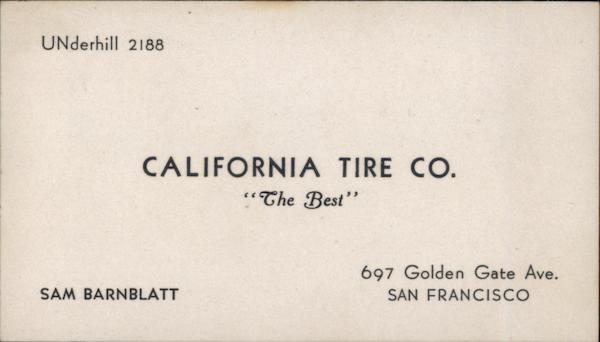 UNderhill 2188
CALIFORNIA TIRE CO.
"The Best"
697 Golden Gate Ave.
SAM BARNBLATT
SAN FRANCISCO